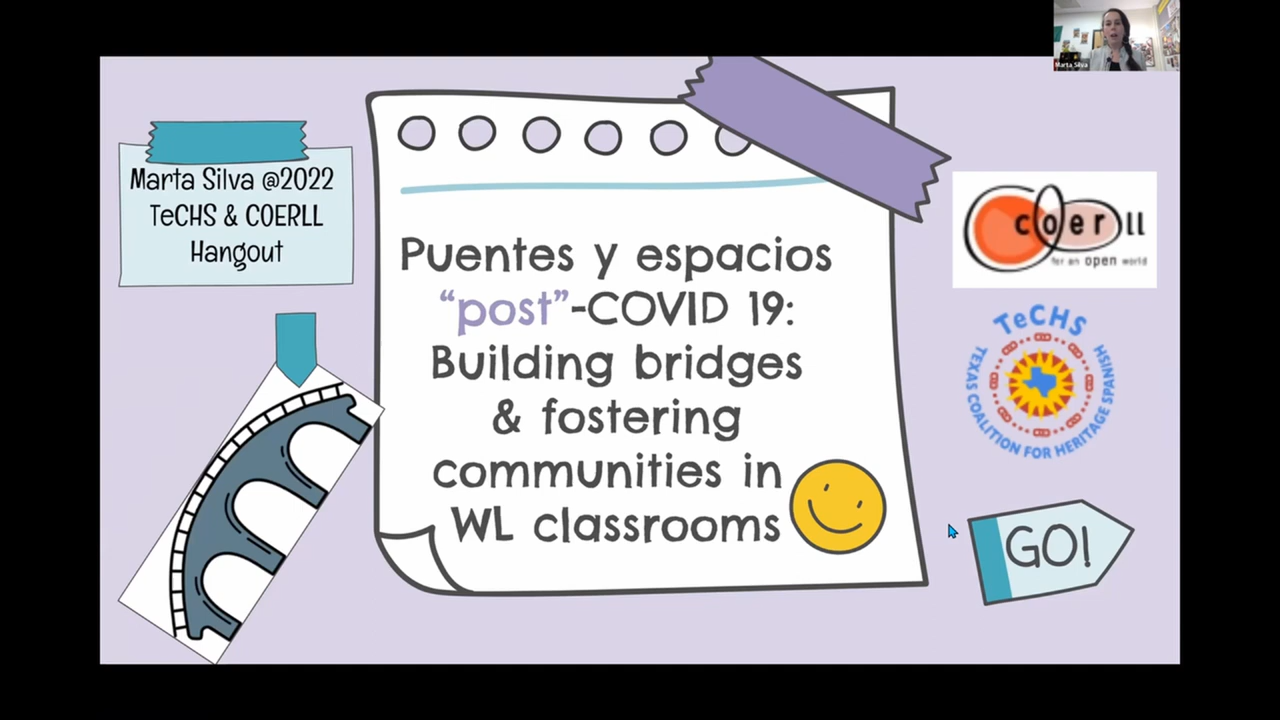 Marta Silva
Marta Silva @2022
TeCHS & COERLL
Hangout
Puentes y espacios
“post”-COVID 19:
Building bridges
& fostering
communities in
WL classrooms
coerll
for an open world
TeCHS
TEXAS COALITION FOR HERITAGE SPANISH
GO!